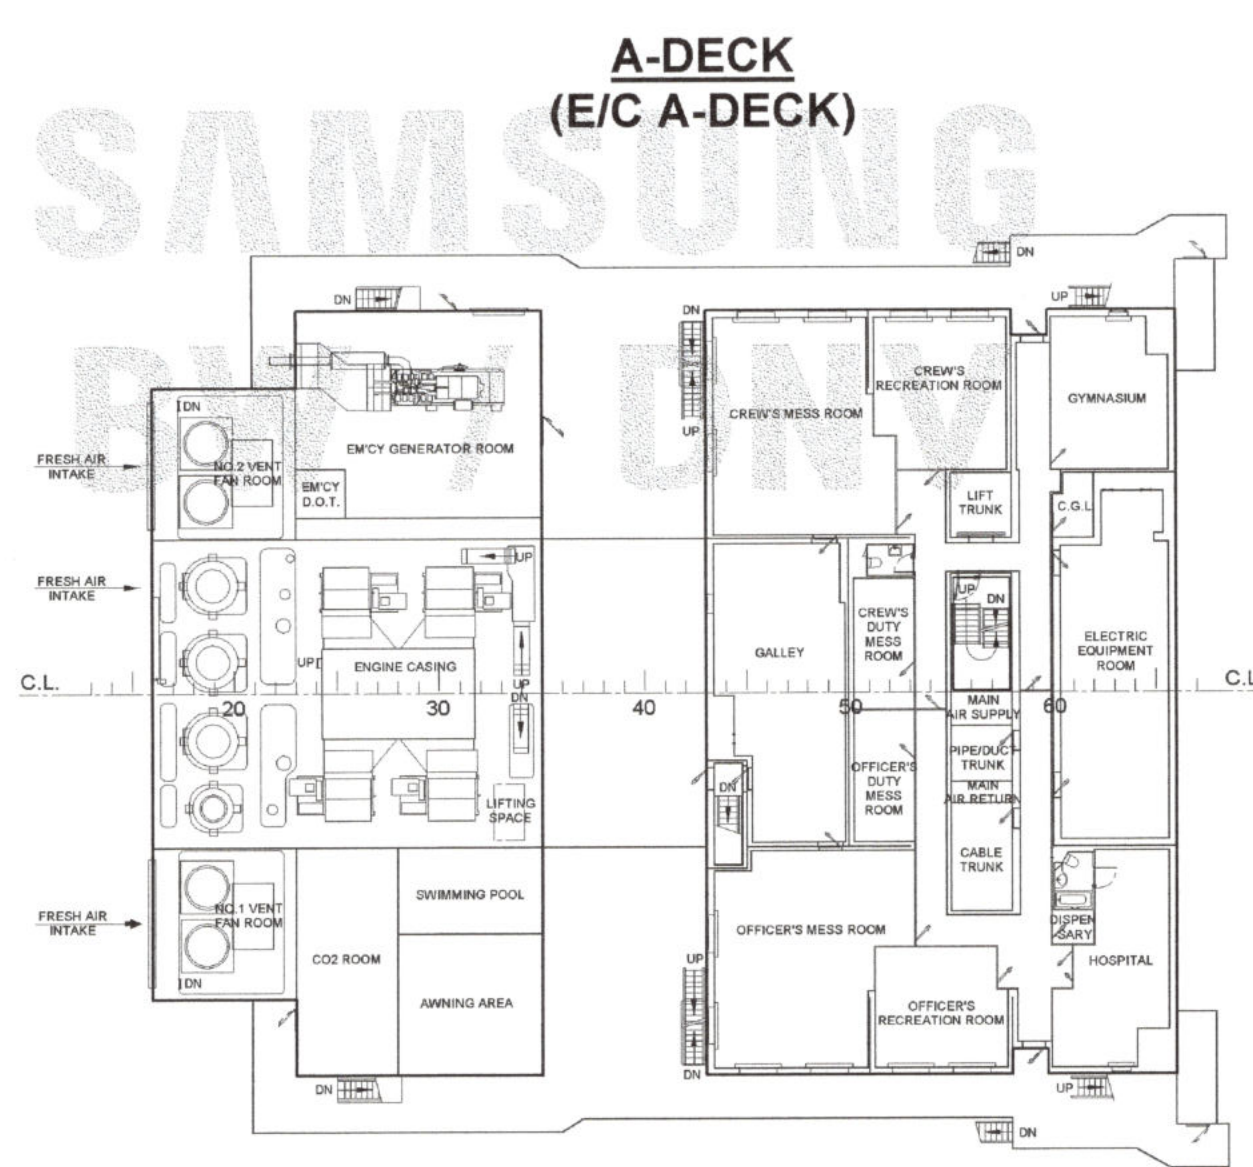 A-DECK
(E/C A-DECK)
SAMSUNG
BV / DNV
DN
DN
UP
DN
DN
FRESH AIR
INTAKE
NO.2 VENT
FAN ROOM
EM'CY GENERATOR ROOM
EM'CY
D.O.T.
UP
CREW'S MESS ROOM
CREW'S
RECREATION ROOM
GYMNASIUM
LIFT
TRUNK
C.G.L
FRESH AIR
INTAKE
UP
UP
ENGINE CASING
UP
DN
GALLEY
CREW'S
DUTY
MESS
ROOM
UP
DN
ELECTRIC
EQUIPMENT
ROOM
C.L.
20
30
40
50
60
C.L
MAIN
AIR SUPPLY
PIPE/DUCT
TRUNK
MAIN
AIR RETURN
CABLE
TRUNK
OFFICER'S
DUTY
MESS
ROOM
DN
LIFTING
SPACE
FRESH AIR
INTAKE
NO.1 VENT
FAN ROOM
DN
CO2 ROOM
SWIMMING POOL
AWNING AREA
UP
DN
OFFICER'S MESS ROOM
OFFICER'S
RECREATION ROOM
DISPEN
-SARY
HOSPITAL
DN
UP
DN